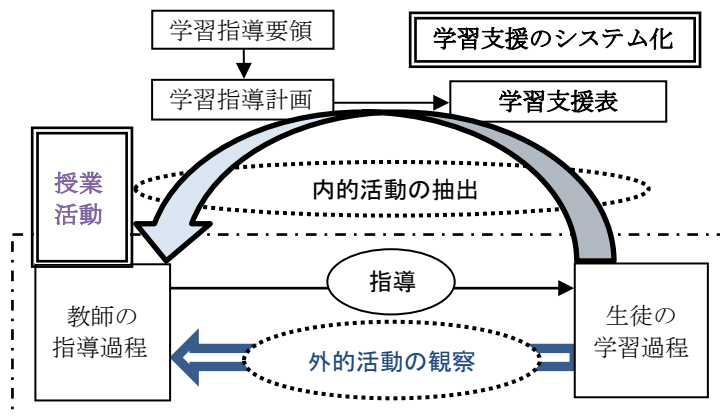 学習指導要領
学習支援のシステム化
学習指導計画
学習支援表
授業
活動
内的活動の抽出
指導
教師の
指導過程
生徒の
学習過程
外的活動の観察